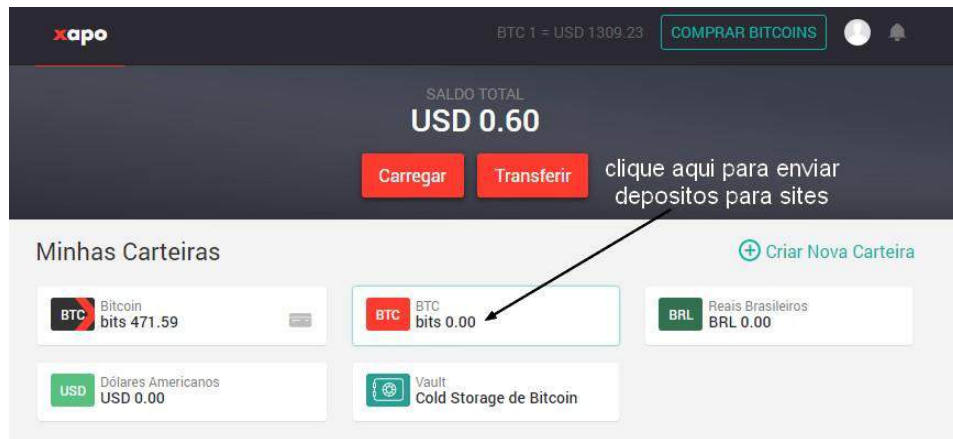 xapo
BTC 1 = USD 1309.23
COMPRAR BITCOINS
SALDO TOTAL
USD 0.60
Carregar
Transferir
clique aqui para enviar
depositos para sites
Minhas Carteiras
Criar Nova Carteira
BTC
Bitcoin
bits 471.59
BTC
BTC
bits 0.00
BRL
Reais Brasileiros
BRL 0.00
USD
Dólares Americanos
USD 0.00
Vault
Cold Storage de Bitcoin